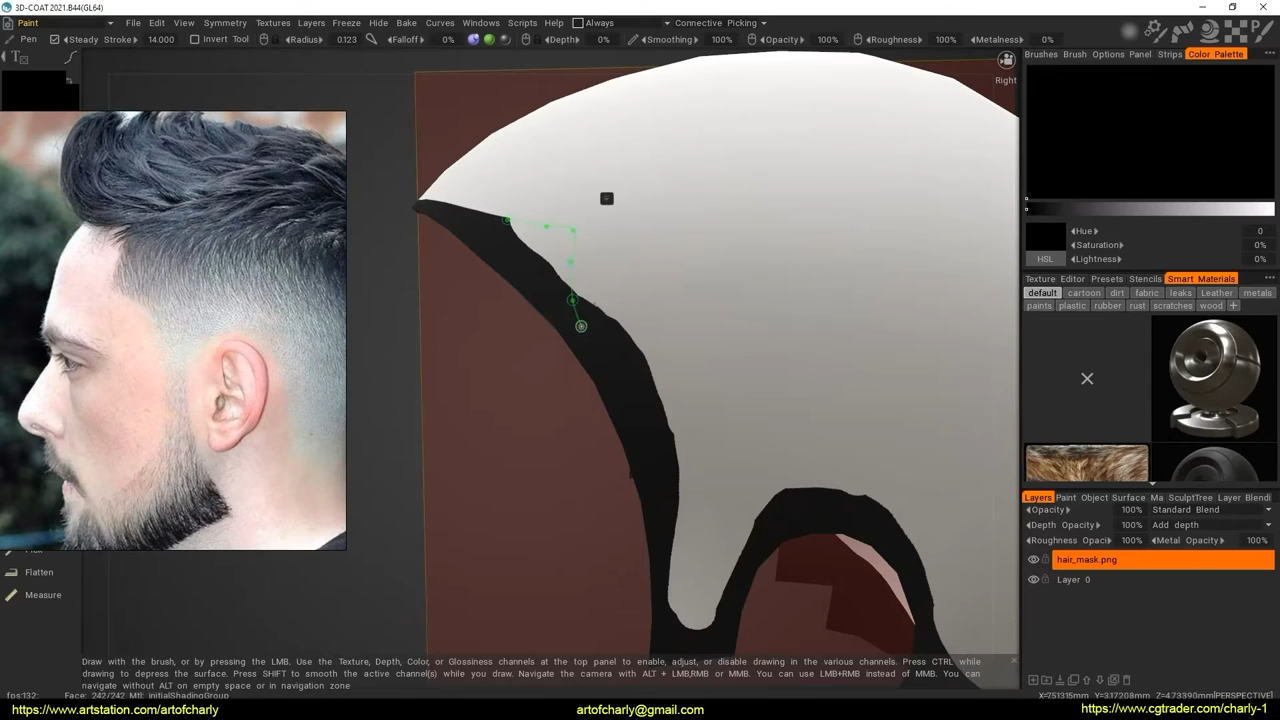 3D-COAT 2021.B44(GL64)
Paint File Edit View Symmetry Textures Layers Freeze Hide Bake Curves Windows Scripts Help Always Connective Picking
Pen Steady Stroke 14.000 Invert Tool Radius 0.123 Falloff 0% Depth 0% Smoothing 100% Opacity 100% Roughness 100% Metalness 0%
Brushes Brush Options Panel Strips Color Palette
Right
Hue 0
Saturation 0%
HSL Lightness 0%
Texture Editor Presets Stencils Smart Materials
default cartoon dirt fabric leaks Leather metals
paints plastic rubber rust scratches wood +
Layers Paint Object Surface Ma SculptTree Layer Blendi
Opacity 100% Standard Blend
Depth Opacity 100% Add depth
Roughness Opaci 100% Metal Opacity 100%
hair_mask.png
Layer 0
Flatten
Measure
Draw with the brush, or by pressing the LMB. Use the Texture, Depth, Color, or Glossiness channels at the top panel to enable, adjust, or disable drawing in the various channels. Press CTRL while
drawing to depress the surface. Press SHIFT to smooth the active channel(s) while you draw. Navigate the camera with ALT + LMB,RMB or MMB. You can use LMB+RMB instead of MMB. You can
navigate without ALT on empty space or in navigation zone
fps:132; Face: 242/242 Mtl: initialShadingGroup
[PERSPECTIVE]
https://www.artstation.com/artofcharly
artofcharly@gmail.com
https://www.cgtrader.com/charly-1